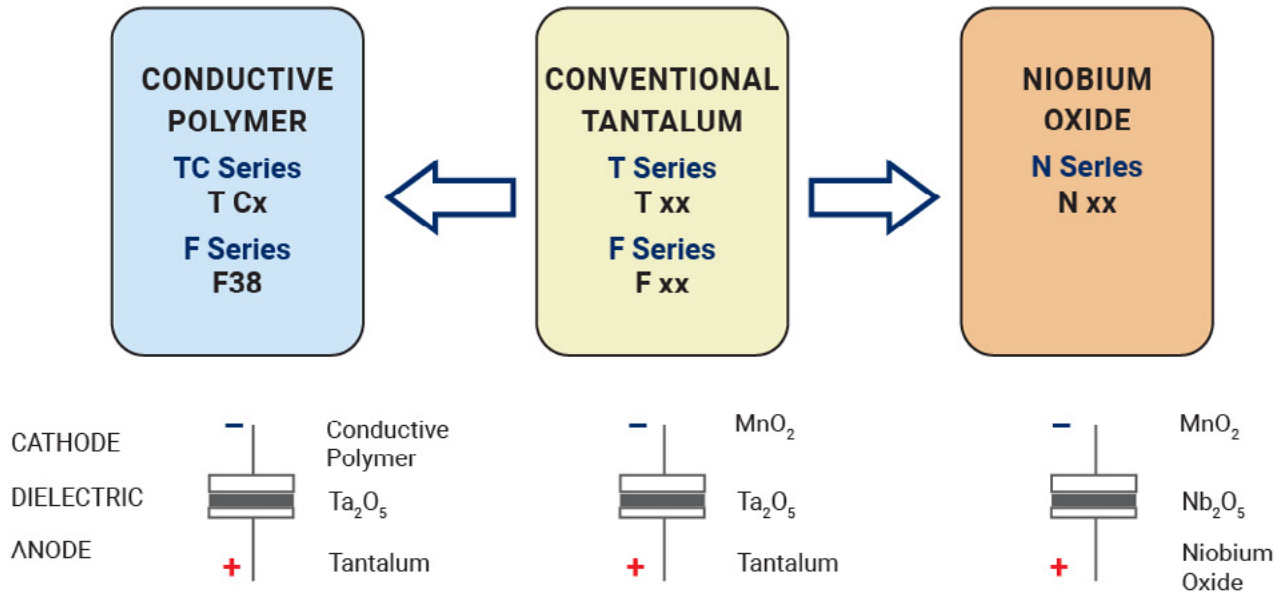 CONDUCTIVE
POLYMER
TC Series
T Cx
F Series
F38
CONVENTIONAL
TANTALUM
T Series
T xx
F Series
F xx
NIOBIUM
OXIDE
N Series
N xx
CATHODE
DIELECTRIC
ANODE
−
Conductive
Polymer
Ta₂O₅
+
Tantalum
−
MnO₂
Ta₂O₅
+
Tantalum
−
MnO₂
Nb₂O₅
+
Niobium
Oxide